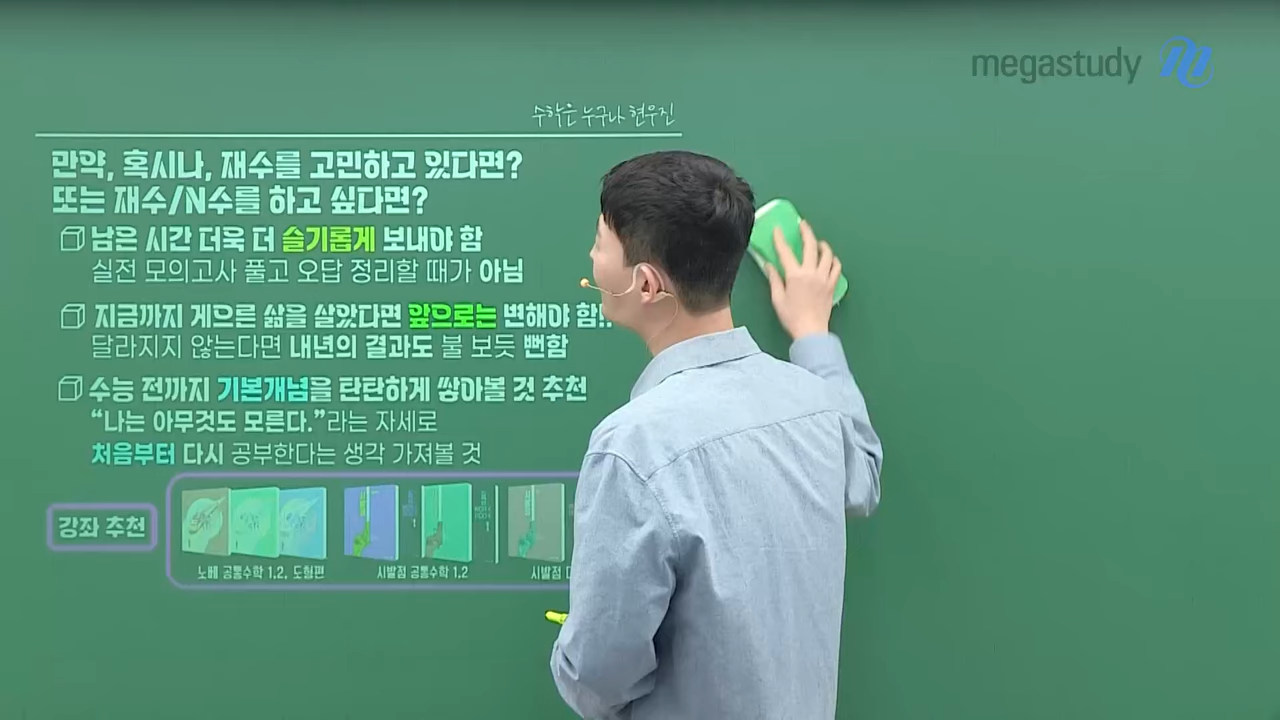 megastudy
수학은 누구나 현우진
만약, 혹시나, 재수를 고민하고 있다면?
또는 재수/N수를 하고 싶다면?
남은 시간 더욱 더 슬기롭게 보내야 함
실전 모의고사 풀고 오답 정리할 때가 아님
지금까지 게으른 삶을 살았다면 앞으로는 변해야 함!!
달라지지 않는다면 내년의 결과도 불 보듯 뻔함
수능 전까지 기본개념을 탄탄하게 쌓아볼 것 추천
“나는 아무것도 모른다.”라는 자세로
처음부터 다시 공부한다는 생각 가져볼 것
강좌 추천
노베 공통수학 1,2, 도형편
시발점 공통수학 1,2
시발점